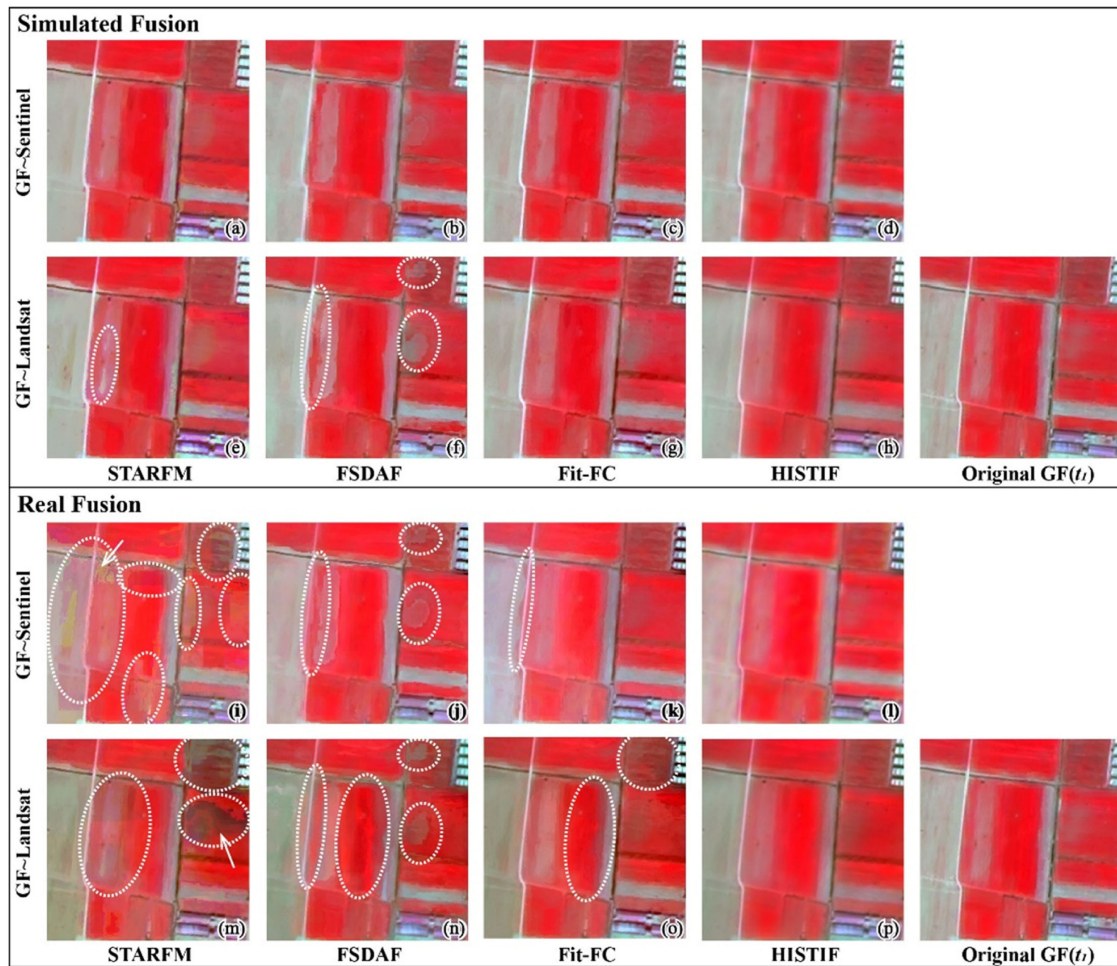 Simulated Fusion
GF~Sentinel
(a)
(b)
(c)
(d)
GF~Landsat
(e)
(f)
(g)
(h)
STARFM
FSDAF
Fit-FC
HISTIF
Original GF(t₁)
Real Fusion
GF~Sentinel
(i)
(j)
(k)
(l)
GF~Landsat
(m)
(n)
(o)
(p)
STARFM
FSDAF
Fit-FC
HISTIF
Original GF(t₁)